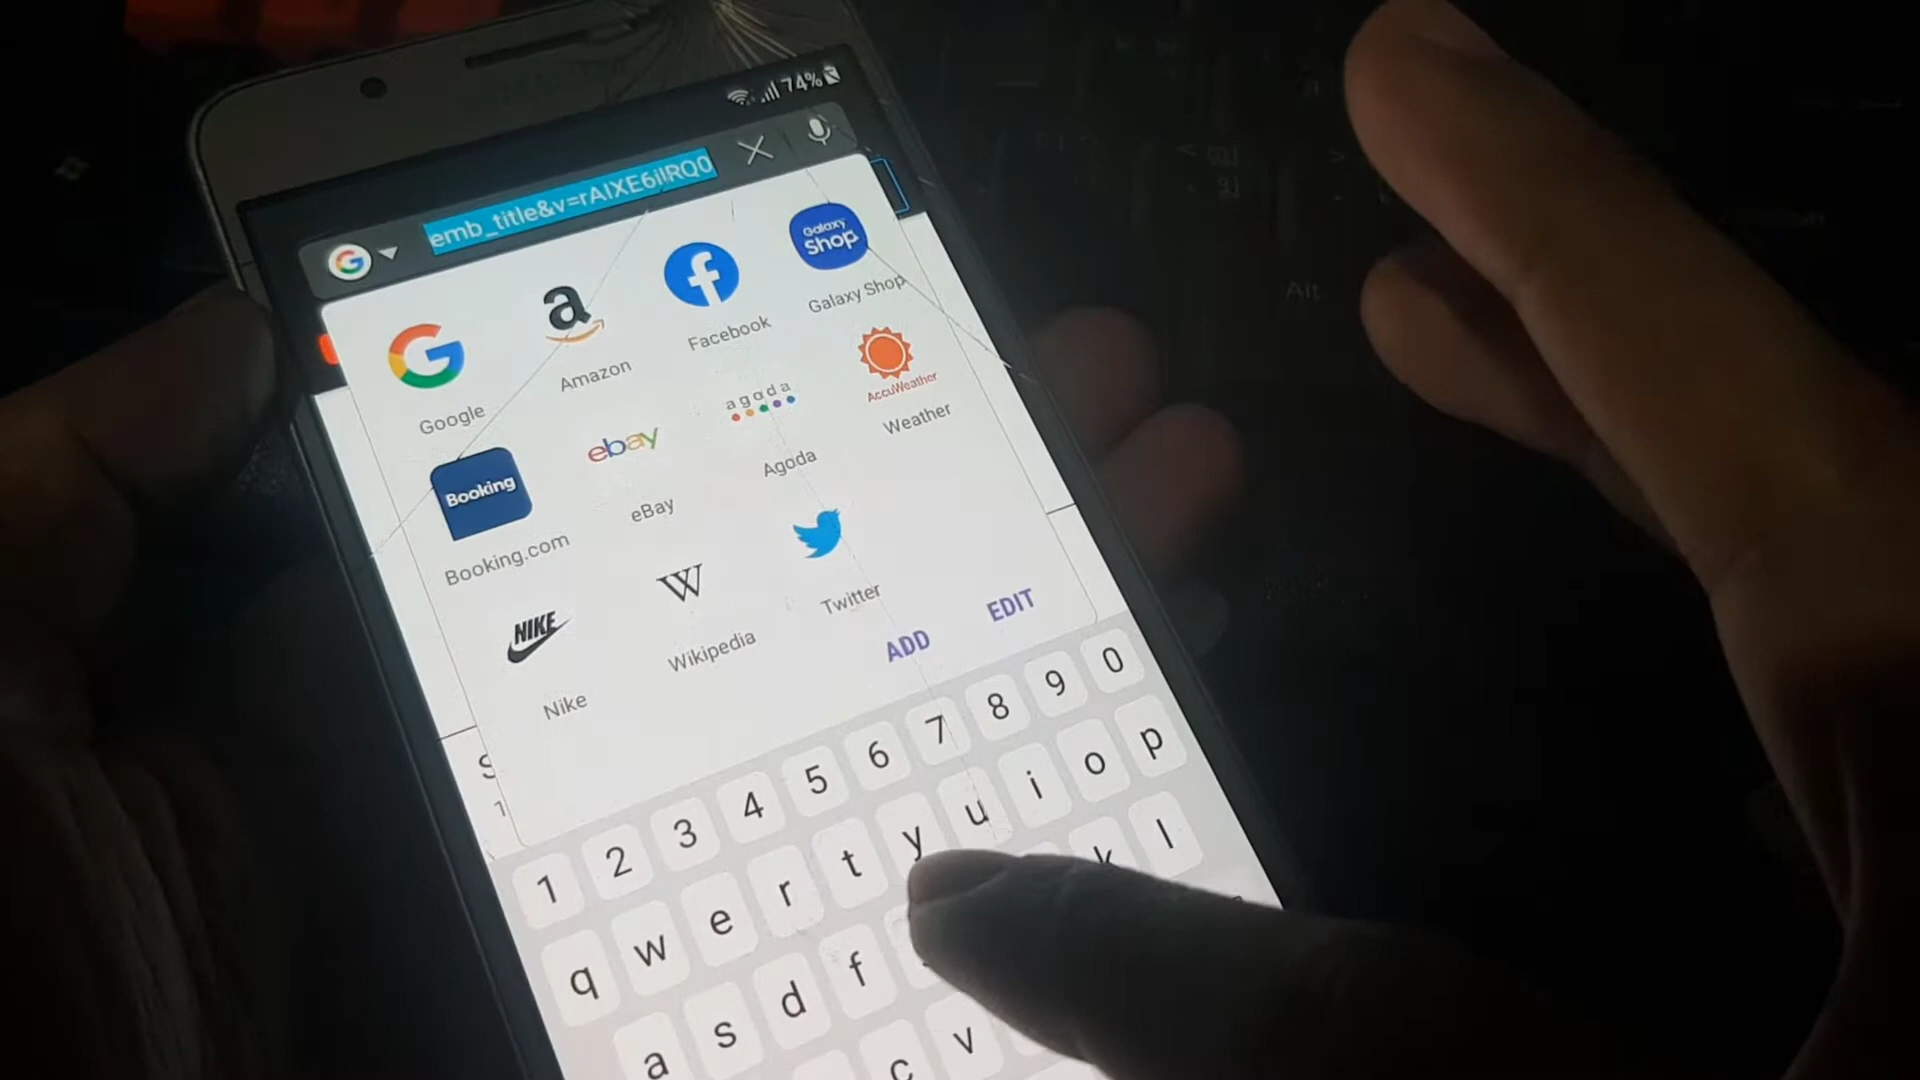 74%
emb_title&v=rAIXE6ilRQ0
Google
a
Amazon
Facebook
Galaxy Shop
Galaxy Shop
Booking
Booking.com
ebay
eBay
agoda
Agoda
AccuWeather
Weather
NIKE
Nike
W
Wikipedia
Twitter
ADD EDIT
1 2 3 4 5 6 7 8 9 0
q w e r t y u i o p
a s d f k l
c v
Alt